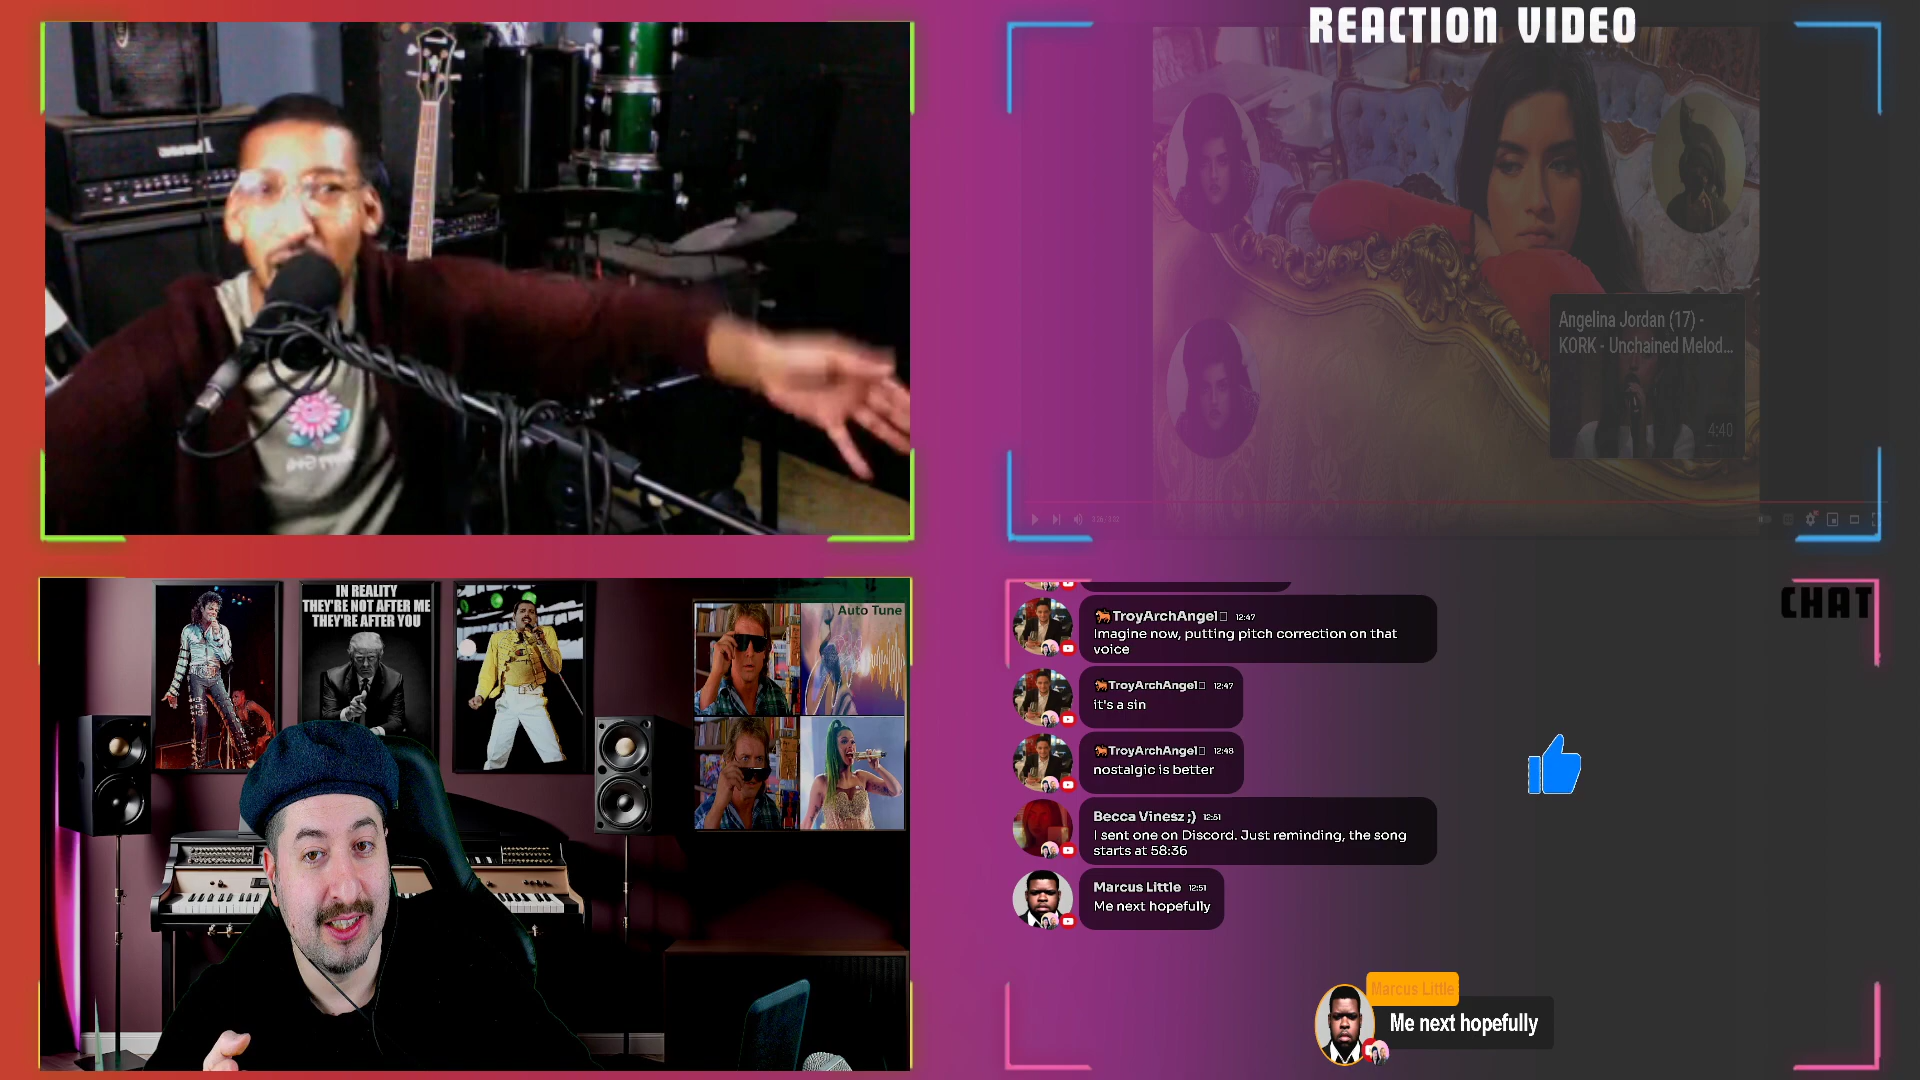 REACTION VIDEO
Angelina Jordan (17) -
KORK - Unchained Melod...
4:40
IN REALITY
THEY'RE NOT AFTER ME
THEY'RE AFTER YOU
Auto Tune
CHAT
TroyArchAngel 12:47
Imagine now, putting pitch correction on that
voice
TroyArchAngel 12:47
it's a sin
TroyArchAngel 12:48
nostalgic is better
Becca Vinesz ;) 12:51
I sent one on Discord. Just reminding, the song
starts at 58:36
Marcus Little 12:51
Me next hopefully
Marcus Little
Me next hopefully